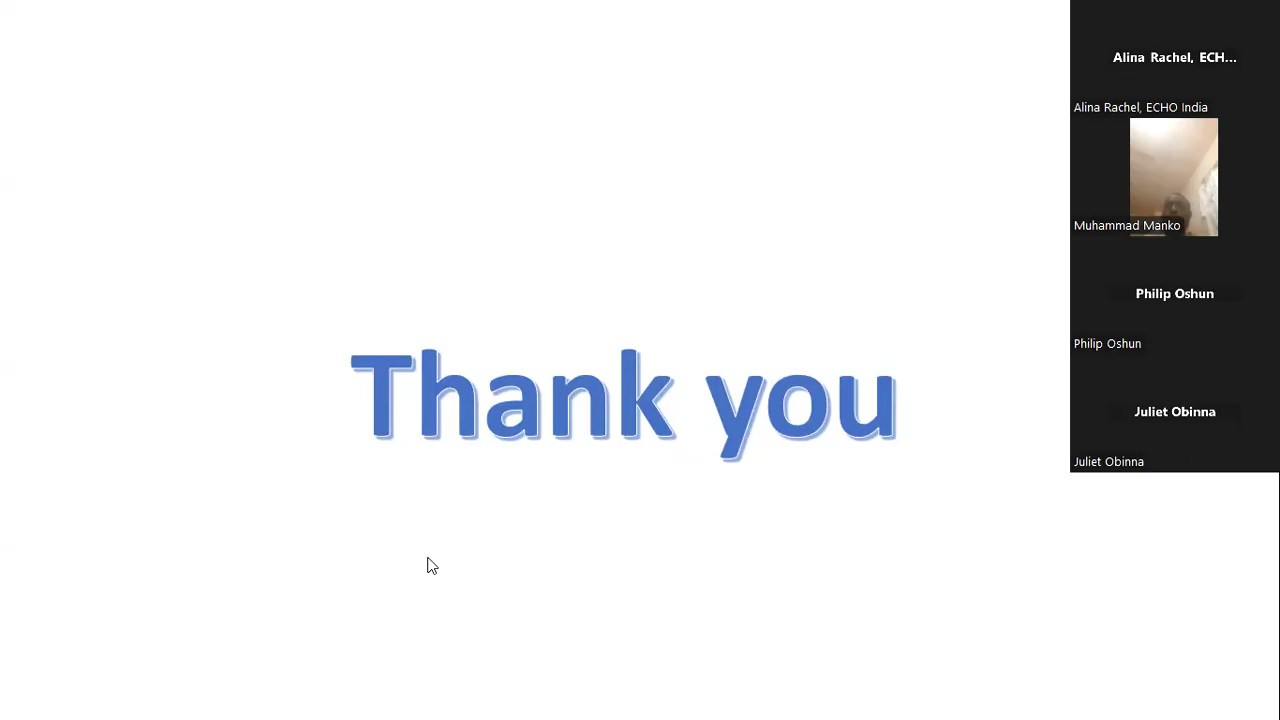 Thank you
Alina Rachel, ECH...
Alina Rachel, ECHO India
Muhammad Manko
Philip Oshun
Philip Oshun
Juliet Obinna
Juliet Obinna